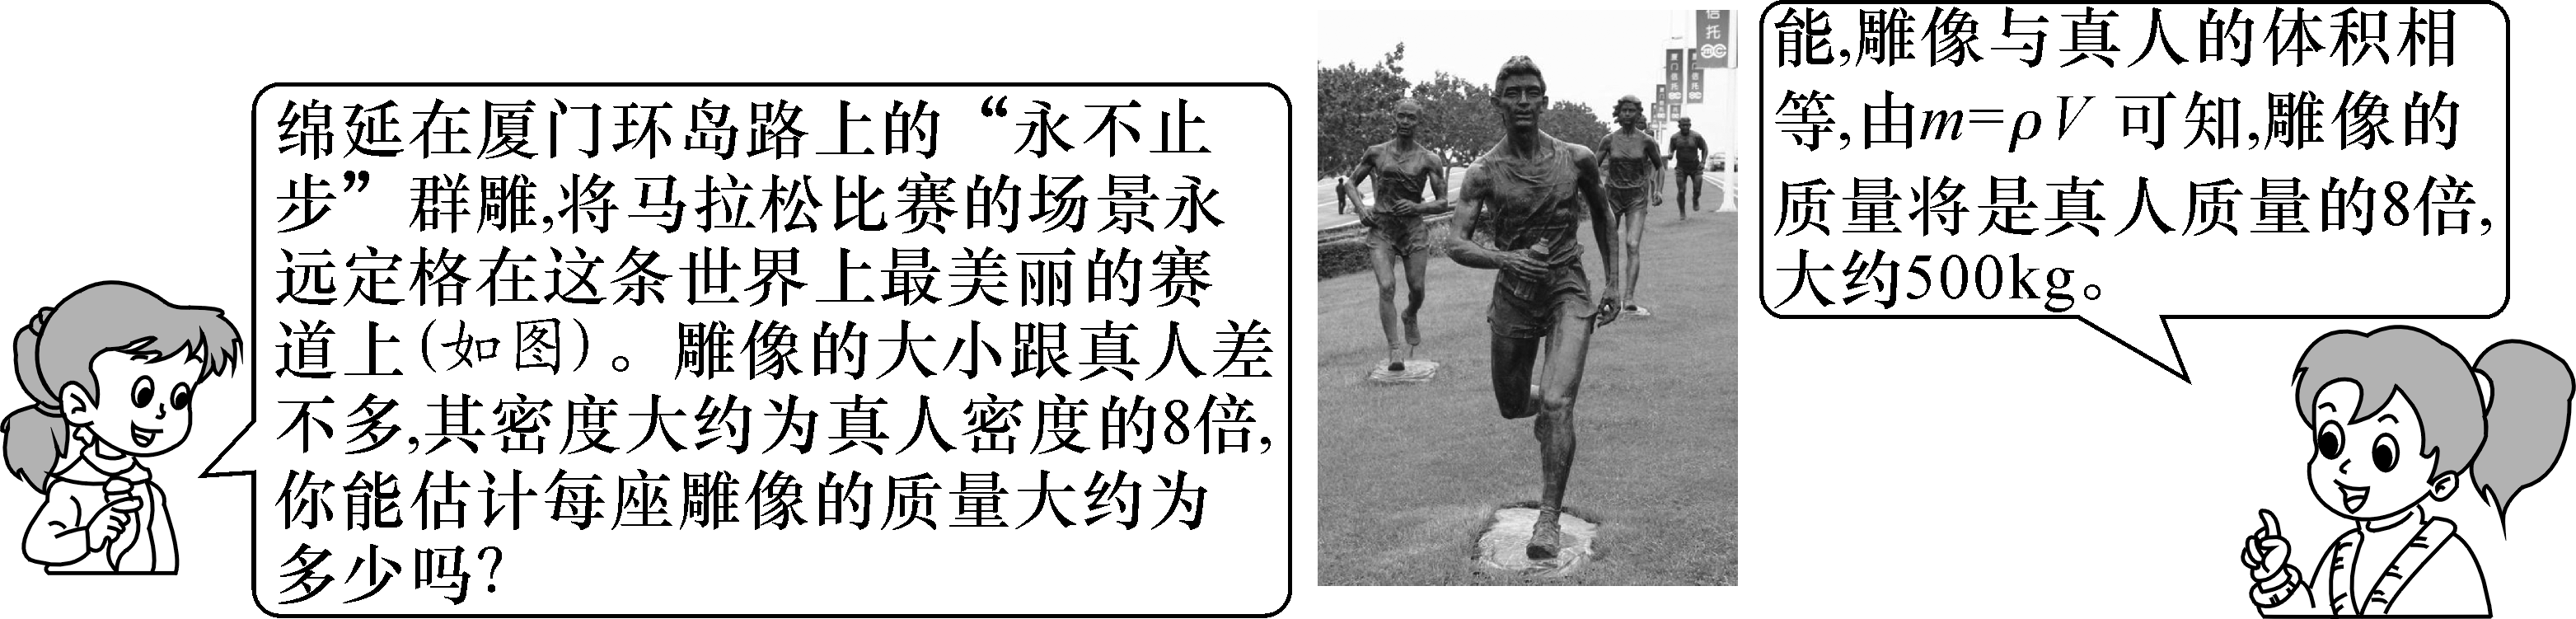 绵延在厦门环岛路上的“永不止
步”群雕,将马拉松比赛的场景永
远定格在这条世界上最美丽的赛
道上(如图)。雕像的大小跟真人差
不多,其密度大约为真人密度的8倍,
你能估计每座雕像的质量大约为
多少吗?
信托
厦门信托
能,雕像与真人的体积相
等,由m=ρV 可知,雕像的
质量将是真人质量的8倍,
大约500kg。